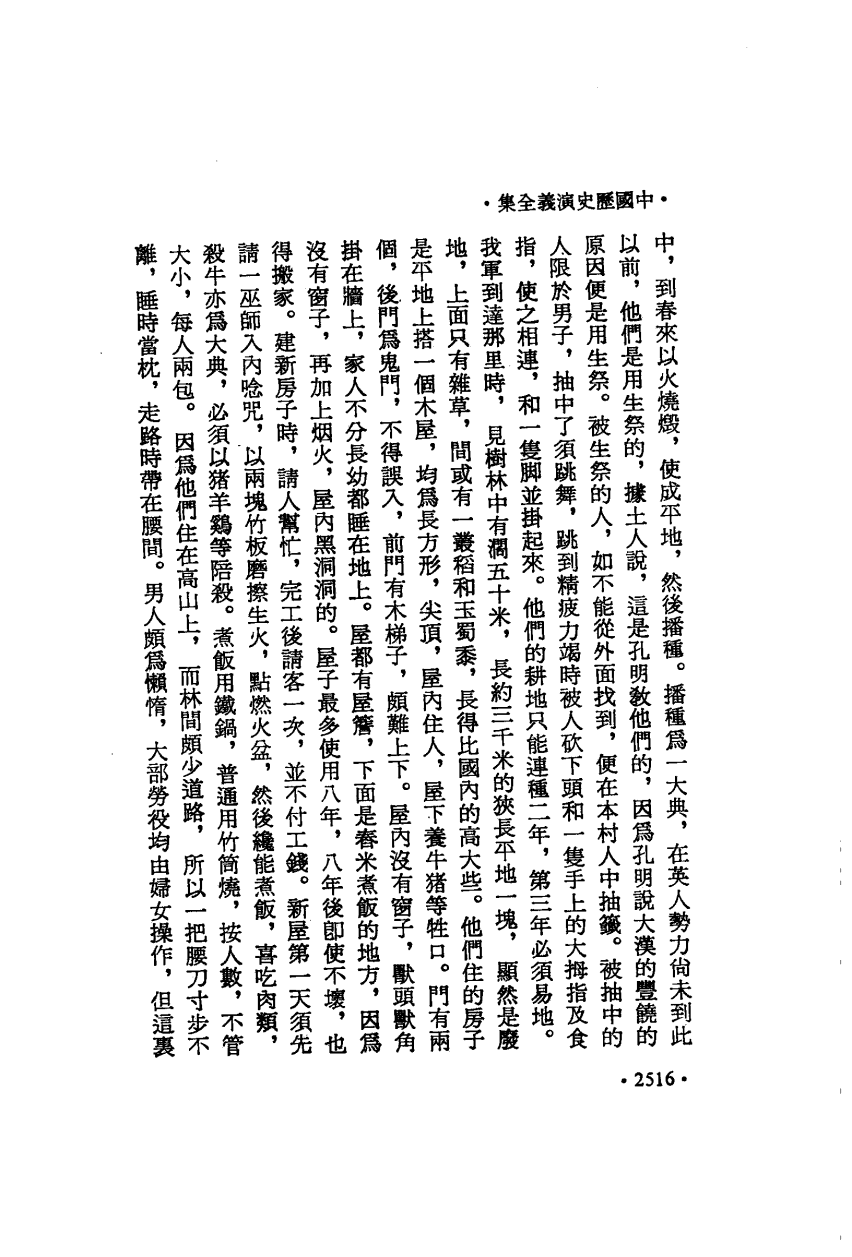 ·中國歷史演義全集·
中，到春來以火燒燬，使成平地，然後播種。播種爲一大典，在英人勢力尚未到此
以前，他們是用生祭的，據土人說，這是孔明敎他們的，因爲孔明說大漢的豐饒的
原因便是用生祭。被生祭的人，如不能從外面找到，便在本村人中抽籤。被抽中的
人限於男子，抽中了須跳舞，跳到精疲力竭時被人砍下頭和一隻手上的大拇指及食
指，使之相連，和一隻脚並掛起來。他們的耕地只能連種二年，第三年必須易地。
我軍到達那里時，見樹林中有濶五十米，長約三千米的狹長平地一塊，顯然是廢
地，上面只有雜草，間或有一叢稻和玉蜀黍，長得比國內的高大些。他們住的房子
是平地上搭一個木屋，均爲長方形，尖頂，屋內住人，屋下養牛猪等牲口。門有兩
個，後門爲鬼門，不得誤入，前門有木梯子，頗難上下。屋內沒有窗子，獸頭獸角
掛在牆上，家人不分長幼都睡在地上。屋都有屋簷，下面是舂米煮飯的地方，因爲
沒有窗子，再加上烟火，屋內黑洞洞的。屋子最多使用八年，八年後卽使不壞，也
得搬家。建新房子時，請人幫忙，完工後請客一次，並不付工錢。新屋第一天須先
請一巫師入內唸咒，以兩塊竹板磨擦生火，點燃火盆，然後纔能煮飯，喜吃肉類，
殺牛亦爲大典，必須以猪羊鷄等陪殺。煮飯用鐵鍋，普通用竹筒燒，按人數，不管
大小，每人兩包。因爲他們住在高山上，而林間頗少道路，所以一把腰刀寸步不
離，睡時當枕，走路時帶在腰間。男人頗爲懶惰，大部勞役均由婦女操作，但這裏
·2516·